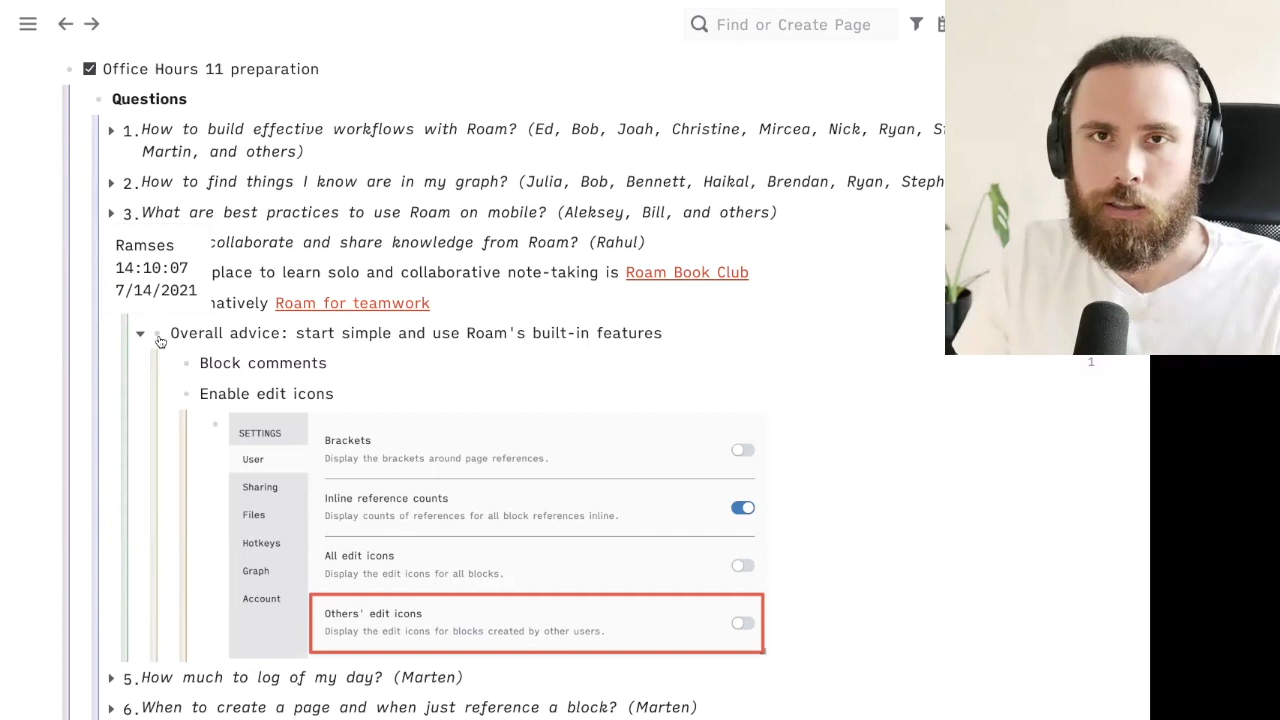 Find or Create Page
Office Hours 11 preparation
Questions
1. How to build effective workflows with Roam? (Ed, Bob, Joah, Christine, Mircea, Nick, Ryan,
Martin, and others)
2. How to find things I know are in my graph? (Julia, Bob, Bennett, Haikal, Brendan, Ryan,
3. What are best practices to use Roam on mobile? (Aleksey, Bill, and others)
Ramses
14:10:07
7/14/2021
collaborate and share knowledge from Roam? (Rahul)
place to learn solo and collaborative note-taking is Roam Book Club
Roam for teamwork
Overall advice: start simple and use Roam's built-in features
Block comments
1
Enable edit icons
SETTINGS
User
Sharing
Files
Hotkeys
Graph
Account
Brackets
Display the brackets around page references.
Inline reference counts
Display counts of references for all block references inline.
All edit icons
Display the edit icons for all blocks.
Others' edit icons
Display the edit icons for blocks created by other users.
5. How much to log of my day? (Marten)
6. When to create a page and when just reference a block? (Marten)